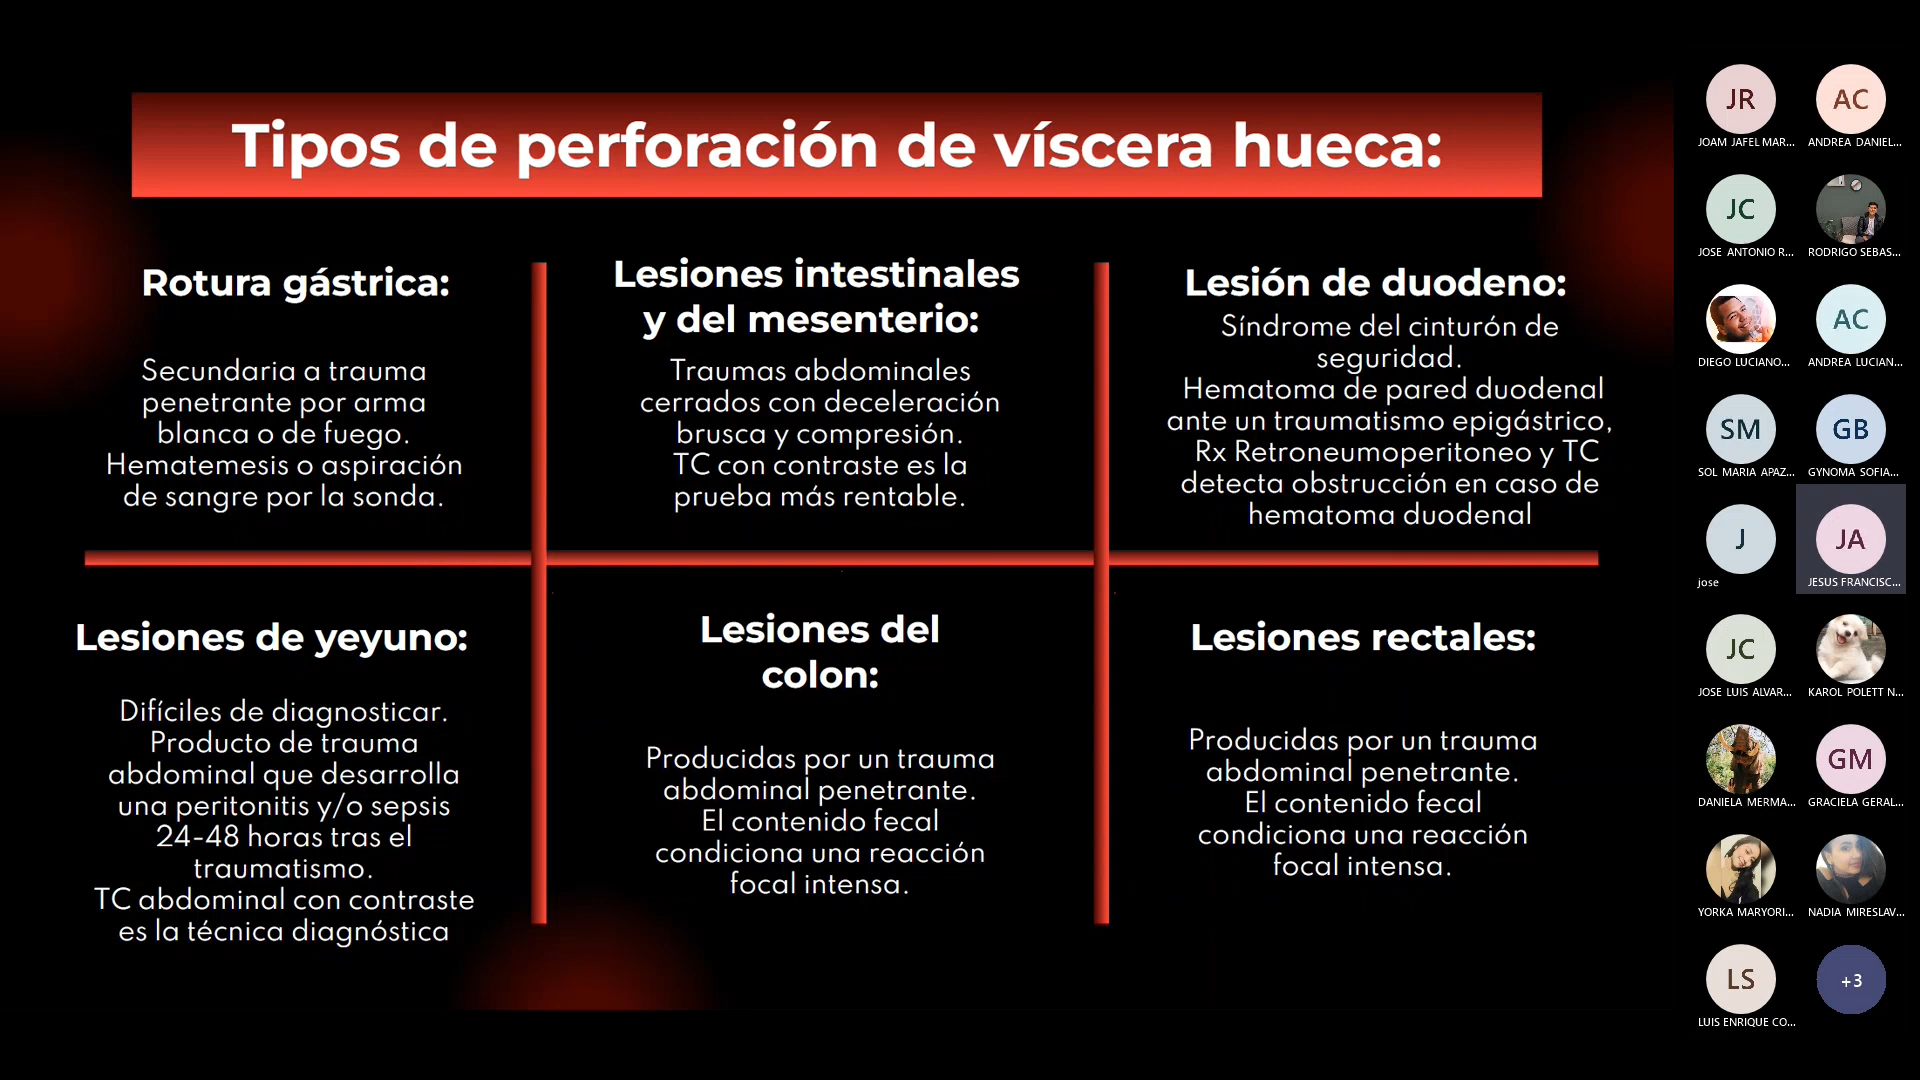 Tipos de perforación de víscera hueca:
Rotura gástrica:
Secundaria a trauma
penetrante por arma
blanca o de fuego.
Hematemesis o aspiración
de sangre por la sonda.
Lesiones intestinales
y del mesenterio:
Traumas abdominales
cerrados con deceleración
brusca y compresión.
TC con contraste es la
prueba más rentable.
Lesión de duodeno:
Síndrome del cinturón de
seguridad.
Hematoma de pared duodenal
ante un traumatismo epigástrico,
Rx Retroneumoperitoneo y TC
detecta obstrucción en caso de
hematoma duodenal
Lesiones de yeyuno:
Difíciles de diagnosticar.
Producto de trauma
abdominal que desarrolla
una peritonitis y/o sepsis
24-48 horas tras el
traumatismo.
TC abdominal con contraste
es la técnica diagnóstica
Lesiones del
colon:
Producidas por un trauma
abdominal penetrante.
El contenido fecal
condiciona una reacción
focal intensa.
Lesiones rectales:
Producidas por un trauma
abdominal penetrante.
El contenido fecal
condiciona una reacción
focal intensa.
JR
JOAM JAFEL MAR...
AC
ANDREA DANIEL...
JC
JOSE ANTONIO R...
RODRIGO SEBAS...
DIEGO LUCIANO...
AC
ANDREA LUCIAN...
SM
SOL MARIA APAZ...
GB
GYNOMA SOFIA...
J
jose
JA
JESUS FRANCISC...
JC
JOSE LUIS ALVAR...
KAROL POLETT N...
DANIELA MERMA...
GM
GRACIELA GERAL...
YORKA MARYORI...
NADIA MIRESLAV...
LS
LUIS ENRIQUE CO...
+3